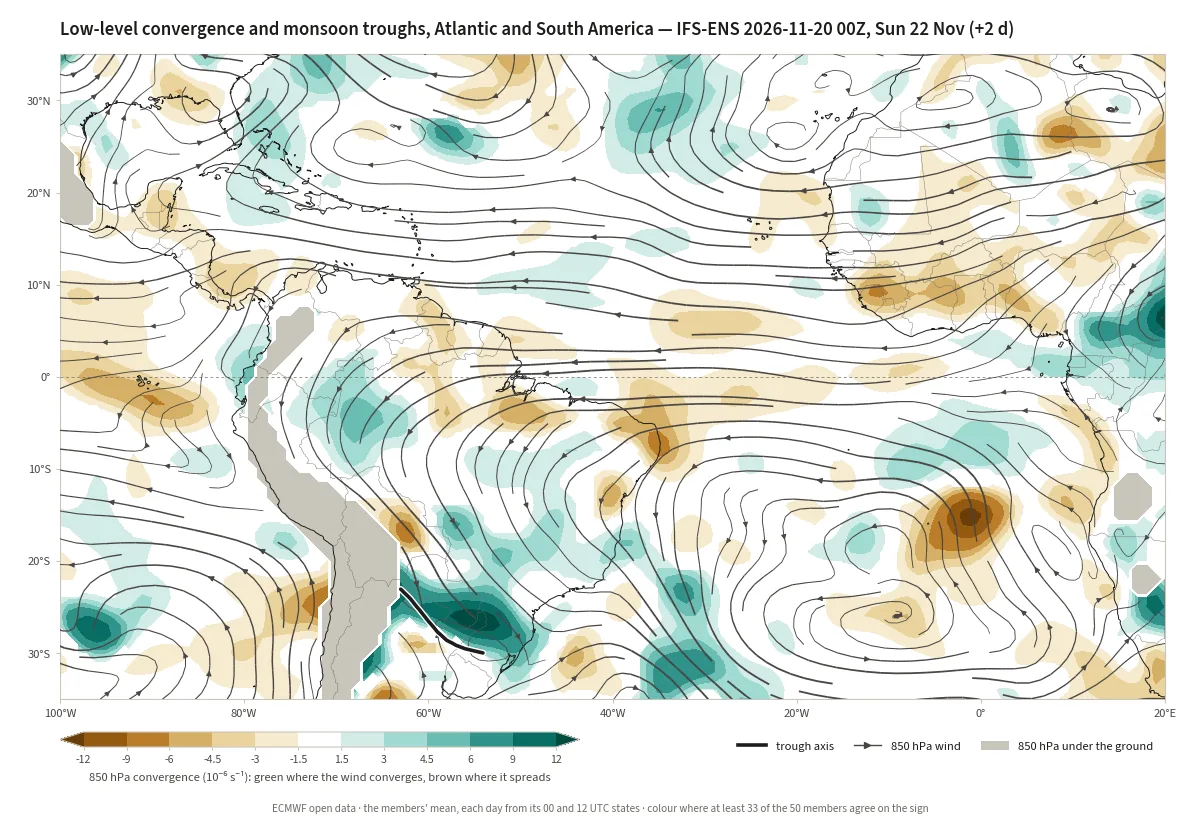 Low-level convergence and monsoon troughs, Atlantic and South America — IFS-ENS 2026-11-20 00Z, Sun 22 Nov (+2 d)
30°N
20°N
10°N
0°
10°S
20°S
30°S
100°W 80°W 60°W 40°W 20°W 0° 20°E
-12 -9 -6 -4.5 -3 -1.5 1.5 3 4.5 6 9 12
850 hPa convergence (10⁻⁶ s⁻¹): green where the wind converges, brown where it spreads
trough axis 850 hPa wind 850 hPa under the ground
ECMWF open data · the members' mean, each day from its 00 and 12 UTC states · colour where at least 33 of the 50 members agree on the sign